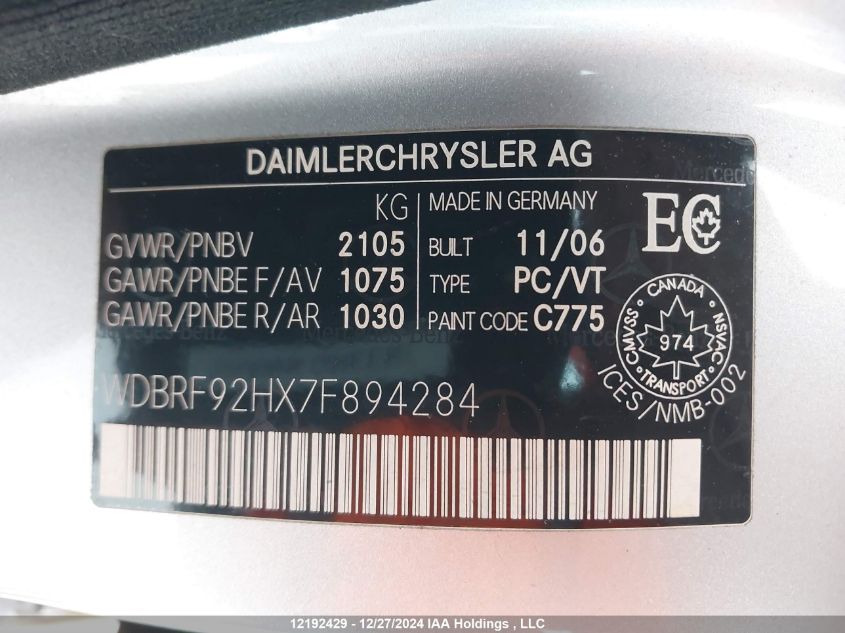 DAIMLERCHRYSLER AG
KG
GVWR/PNBV 2105
GAWR/PNBE F/AV 1075
GAWR/PNBE R/AR 1030
MADE IN GERMANY
BUILT 11/06
TYPE PC/VT
PAINT CODE C775
EC
CANADA
CMVSS 974 NSVAC
TRANSPORT
ICES/NMB-002
WDBRF92HX7F894284
Mercedes-Benz
12192429 - 12/27/2024 IAA Holdings , LLC